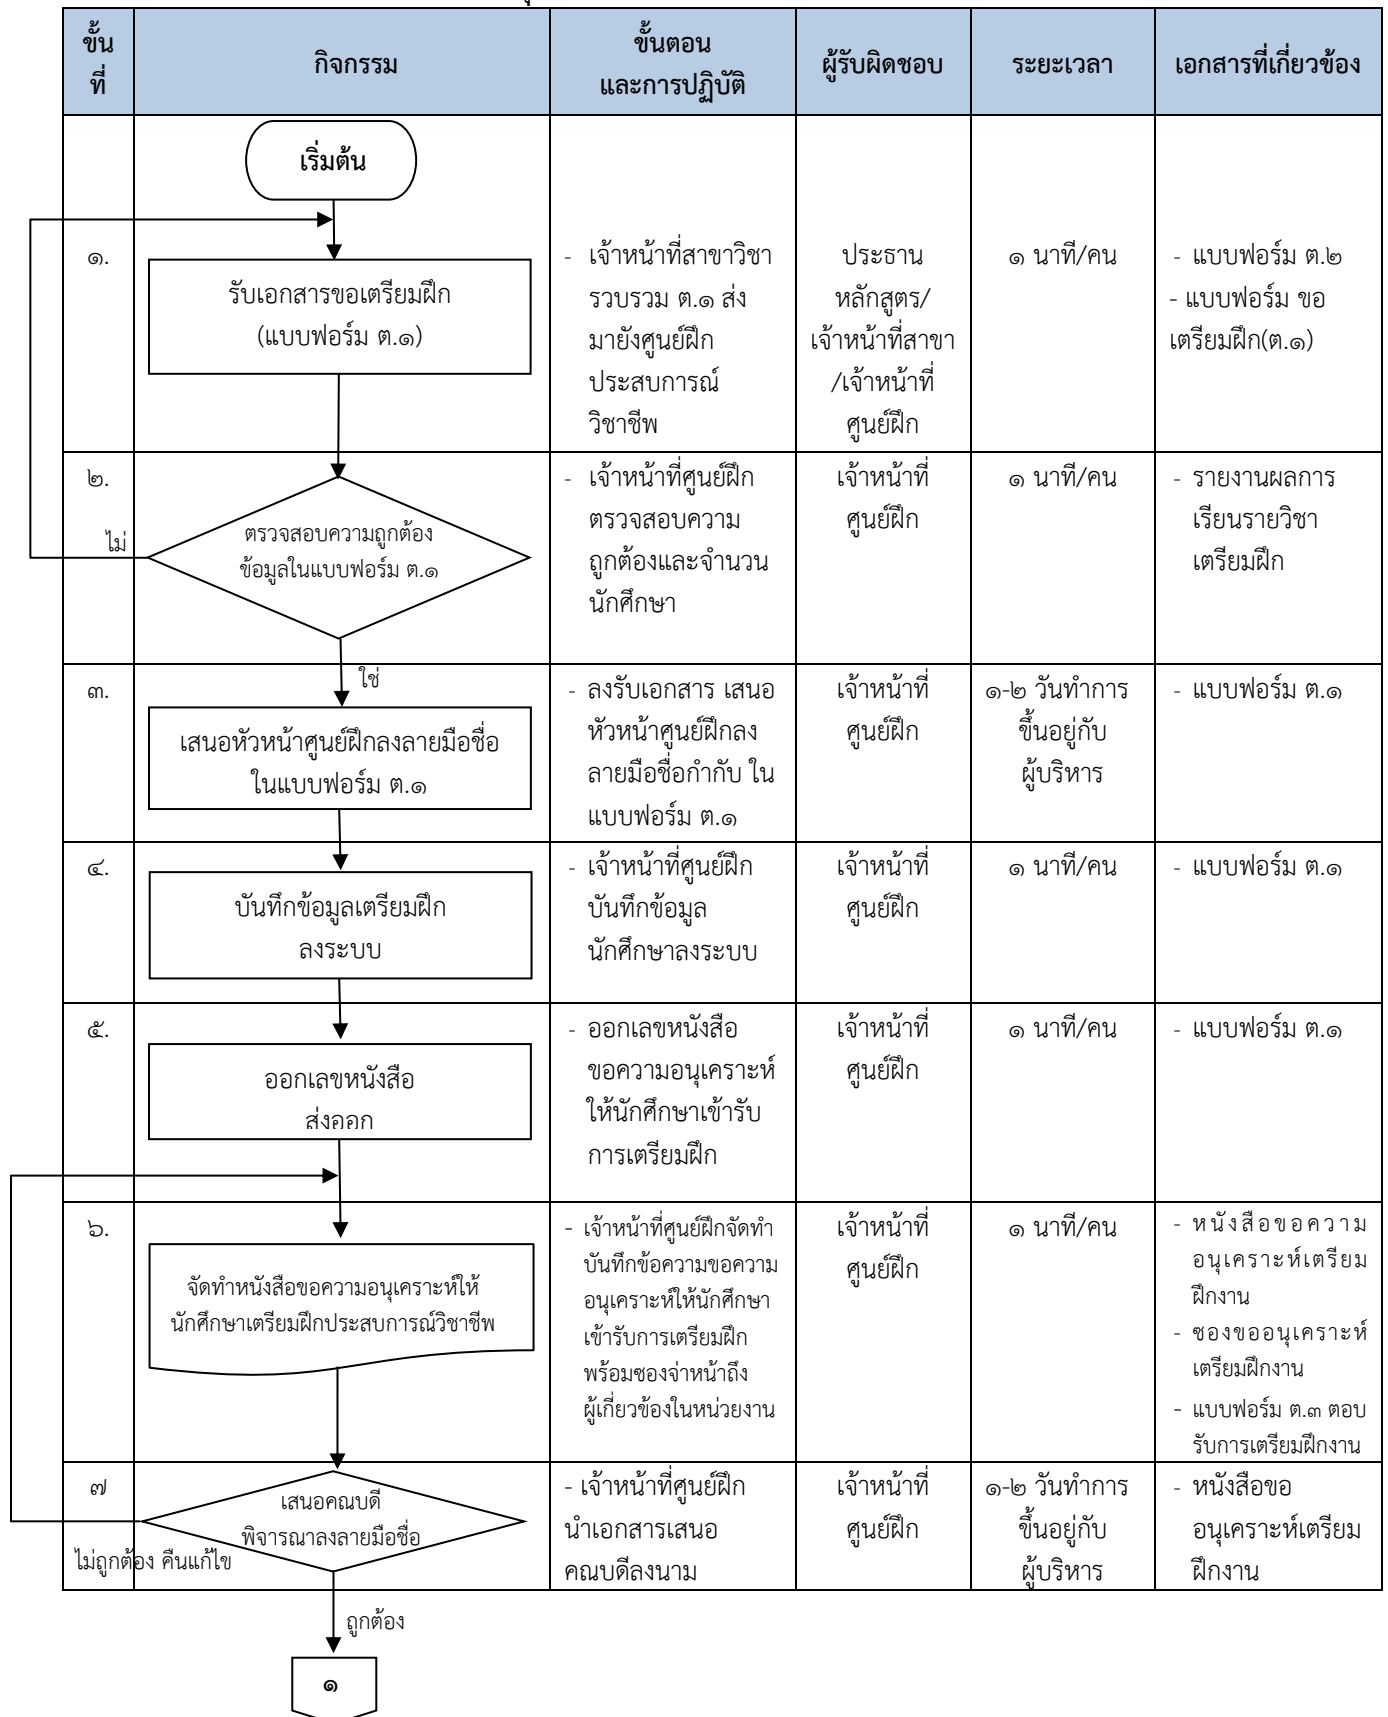 ขั้น
ที่
กิจกรรม
ขั้นตอน
และการปฏิบัติ
ผู้รับผิดชอบ
ระยะเวลา
เอกสารที่เกี่ยวข้อง
เริ่มต้น
๑.
รับเอกสารขอเตรียมฝึก
(แบบฟอร์ม ต.๑)
- เจ้าหน้าที่สาขาวิชา
รวบรวม ต.๑ ส่ง
มายังศูนย์ฝึก
ประสบการณ์
วิชาชีพ
ประธาน
หลักสูตร/
เจ้าหน้าที่สาขา
/เจ้าหน้าที่
ศูนย์ฝึก
๑ นาที/คน
- แบบฟอร์ม ต.๒
- แบบฟอร์ม ขอ
เตรียมฝึก(ต.๑)
๒.
ไม่
ตรวจสอบความถูกต้อง
ข้อมูลในแบบฟอร์ม ต.๑
- เจ้าหน้าที่ศูนย์ฝึก
ตรวจสอบความ
ถูกต้องและจำนวน
นักศึกษา
เจ้าหน้าที่
ศูนย์ฝึก
๑ นาที/คน
- รายงานผลการ
เรียนรายวิชา
เตรียมฝึก
๓.
ใช่
เสนอหัวหน้าศูนย์ฝึกลงลายมือชื่อ
ในแบบฟอร์ม ต.๑
- ลงรับเอกสาร เสนอ
หัวหน้าศูนย์ฝึกลง
ลายมือชื่อกำกับ ใน
แบบฟอร์ม ต.๑
เจ้าหน้าที่
ศูนย์ฝึก
๑-๒ วันทำการ
ขึ้นอยู่กับ
ผู้บริหาร
- แบบฟอร์ม ต.๑
๔.
บันทึกข้อมูลเตรียมฝึก
ลงระบบ
- เจ้าหน้าที่ศูนย์ฝึก
บันทึกข้อมูล
นักศึกษาลงระบบ
เจ้าหน้าที่
ศูนย์ฝึก
๑ นาที/คน
- แบบฟอร์ม ต.๑
๕.
ออกเลขหนังสือ
ส่งออก
- ออกเลขหนังสือ
ขอความอนุเคราะห์
ให้นักศึกษาเข้ารับ
การเตรียมฝึก
เจ้าหน้าที่
ศูนย์ฝึก
๑ นาที/คน
- แบบฟอร์ม ต.๑
๖.
จัดทำหนังสือขอความอนุเคราะห์ให้
นักศึกษาเตรียมฝึกประสบการณ์วิชาชีพ
- เจ้าหน้าที่ศูนย์ฝึกจัดทำ
บันทึกข้อความขอความ
อนุเคราะห์ให้นักศึกษา
เข้ารับการเตรียมฝึก
พร้อมซองจ่าหน้าถึง
ผู้เกี่ยวข้องในหน่วยงาน
เจ้าหน้าที่
ศูนย์ฝึก
๑ นาที/คน
- หนังสือขอความ
อนุเคราะห์เตรียม
ฝึกงาน
- ซองขออนุเคราะห์
เตรียมฝึกงาน
- แบบฟอร์ม ต.๓ ตอบ
รับการเตรียมฝึกงาน
๗
เสนอคณบดี
พิจารณาลงลายมือชื่อ
ไม่ถูกต้อง คืนแก้ไข
- เจ้าหน้าที่ศูนย์ฝึก
นำเอกสารเสนอ
คณบดีลงนาม
เจ้าหน้าที่
ศูนย์ฝึก
๑-๒ วันทำการ
ขึ้นอยู่กับ
ผู้บริหาร
- หนังสือขอ
อนุเคราะห์เตรียม
ฝึกงาน
ถูกต้อง
๑